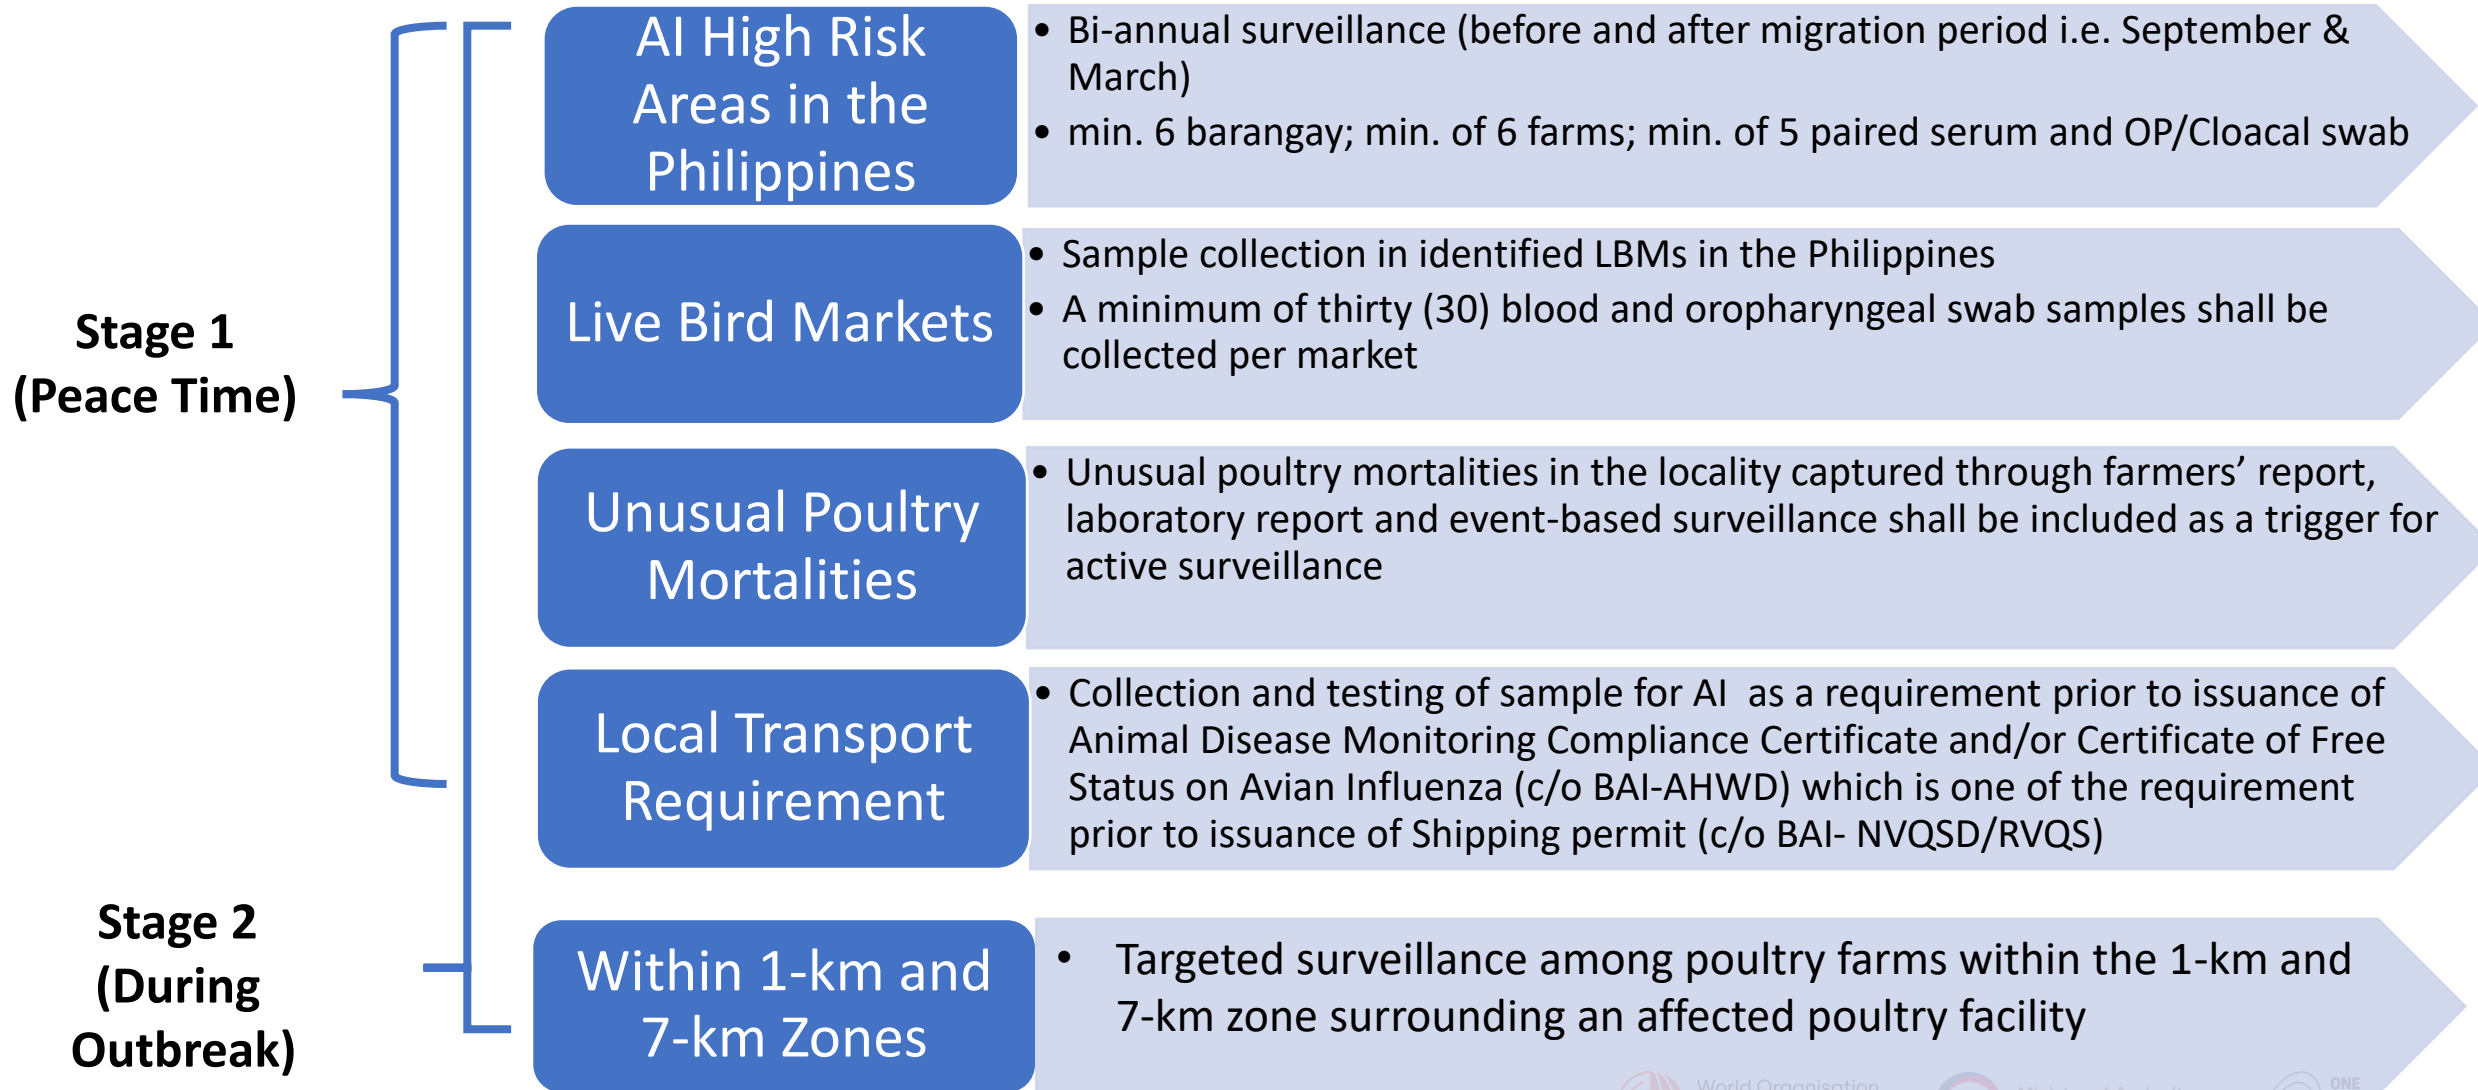 Stage 1
(Peace Time)
AI High Risk
Areas in the
Philippines
• Bi-annual surveillance (before and after migration period i.e. September &
March)
• min. 6 barangay; min. of 6 farms; min. of 5 paired serum and OP/Cloacal swab
Live Bird Markets
• Sample collection in identified LBMs in the Philippines
• A minimum of thirty (30) blood and oropharyngeal swab samples shall be
collected per market
Unusual Poultry
Mortalities
• Unusual poultry mortalities in the locality captured through farmers’ report,
laboratory report and event-based surveillance shall be included as a trigger for
active surveillance
Local Transport
Requirement
• Collection and testing of sample for AI as a requirement prior to issuance of
Animal Disease Monitoring Compliance Certificate and/or Certificate of Free
Status on Avian Influenza (c/o BAI-AHWD) which is one of the requirement
prior to issuance of Shipping permit (c/o BAI- NVQSD/RVQS)
Stage 2
(During
Outbreak)
Within 1-km and
7-km Zones
• Targeted surveillance among poultry farms within the 1-km and
7-km zone surrounding an affected poultry facility
World Organisation
ONE